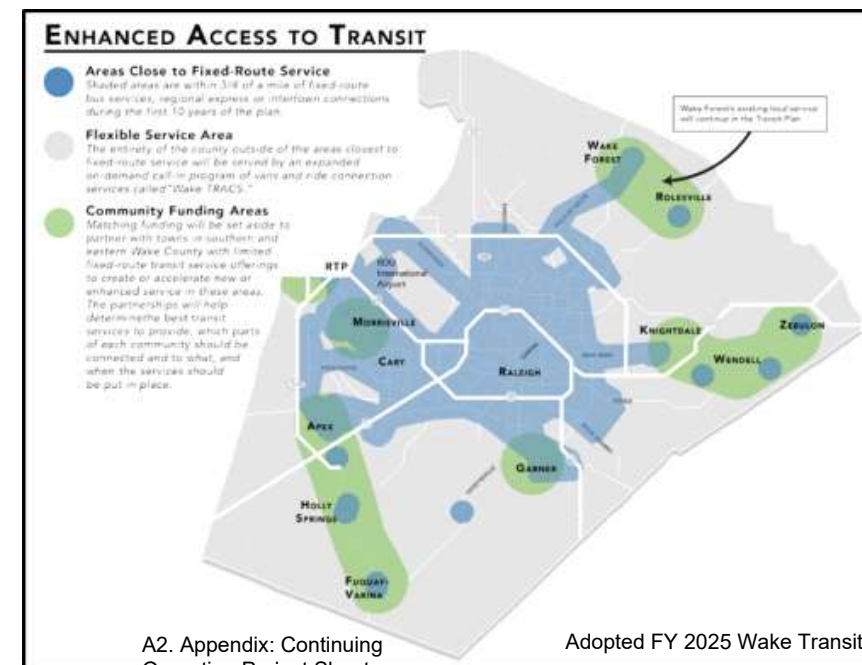 ENHANCED ACCESS TO TRANSIT
Areas Close to Fixed-Route Service
Shaded areas are within 3/4 of a mile of fixed-route
bus services, regional express or intertown connections
during the first 10 years of the plan.
Flexible Service Area
The entirety of the county outside of the areas closest to
fixed-route service will be served by an expanded
on-demand call-in program of vans and ride connection
services called "Wake TRACS."
Community Funding Areas
Matching funding will be set aside to
partner with towns in southern and
eastern Wake County with limited
fixed-route transit service offerings
to create or accelerate new or
enhanced service in these areas.
The partnerships will help
determinethe best transit
services to provide, which parts
of each community should be
connected and to what, and
when the services should
be put in place.
Wake Forest's existing local service
will continue in the Transit Plan
WAKE
FOREST
ROLESVILLE
RTP
RDU
International
Airport
MORRISVILLE
CARY
RALEIGH
KNIGHTDALE
ZEBULON
WENDELL
APEX
GARNER
HOLLY
SPRINGS
FUQUAY-
VARINA
A2. Appendix: Continuing
Adopted FY 2025 Wake Transit